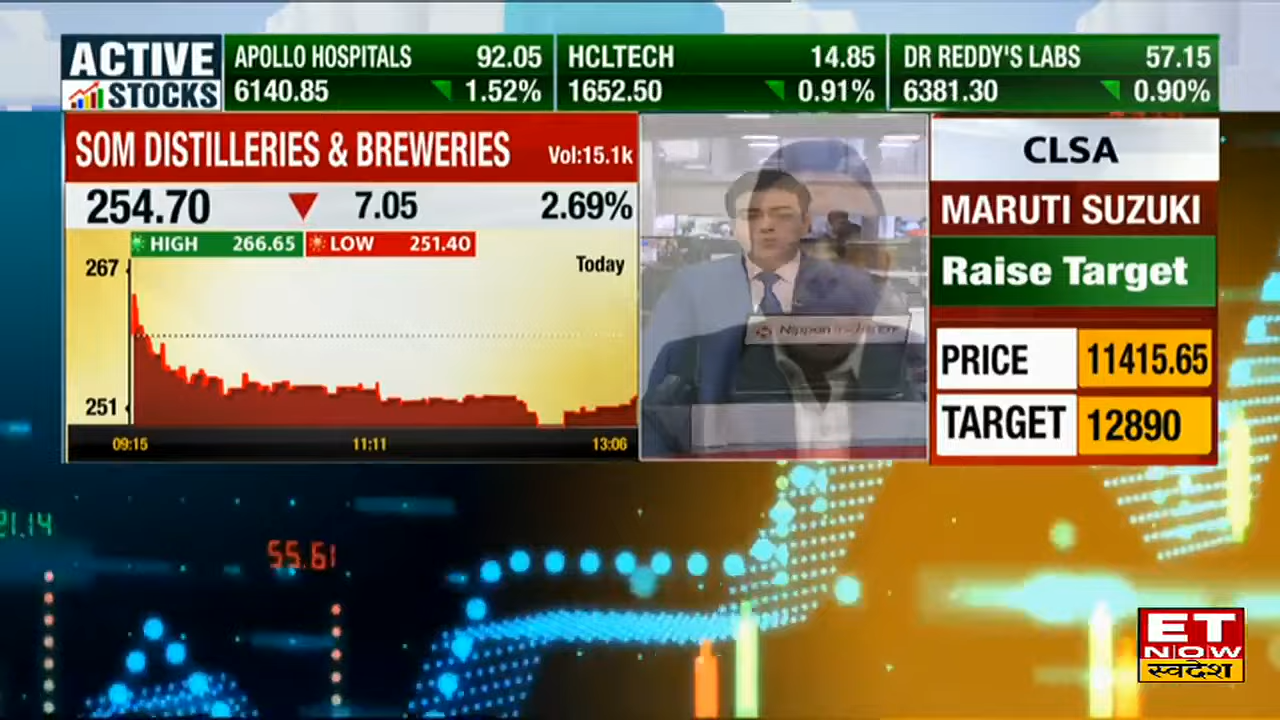 ACTIVE STOCKS
APOLLO HOSPITALS 92.05
6140.85 1.52%
HCLTECH 14.85
1652.50 0.91%
DR REDDY'S LABS 57.15
6381.30 0.90%
SOM DISTILLERIES & BREWERIES Vol:15.1k
254.70 7.05 2.69%
HIGH 266.65 LOW 251.40
267
Today
251
09:15 11:11 13:06
Nippon
CLSA
MARUTI SUZUKI
Raise Target
PRICE 11415.65
TARGET 12890
21.14
55.61
ET
NOW
स्वदेश